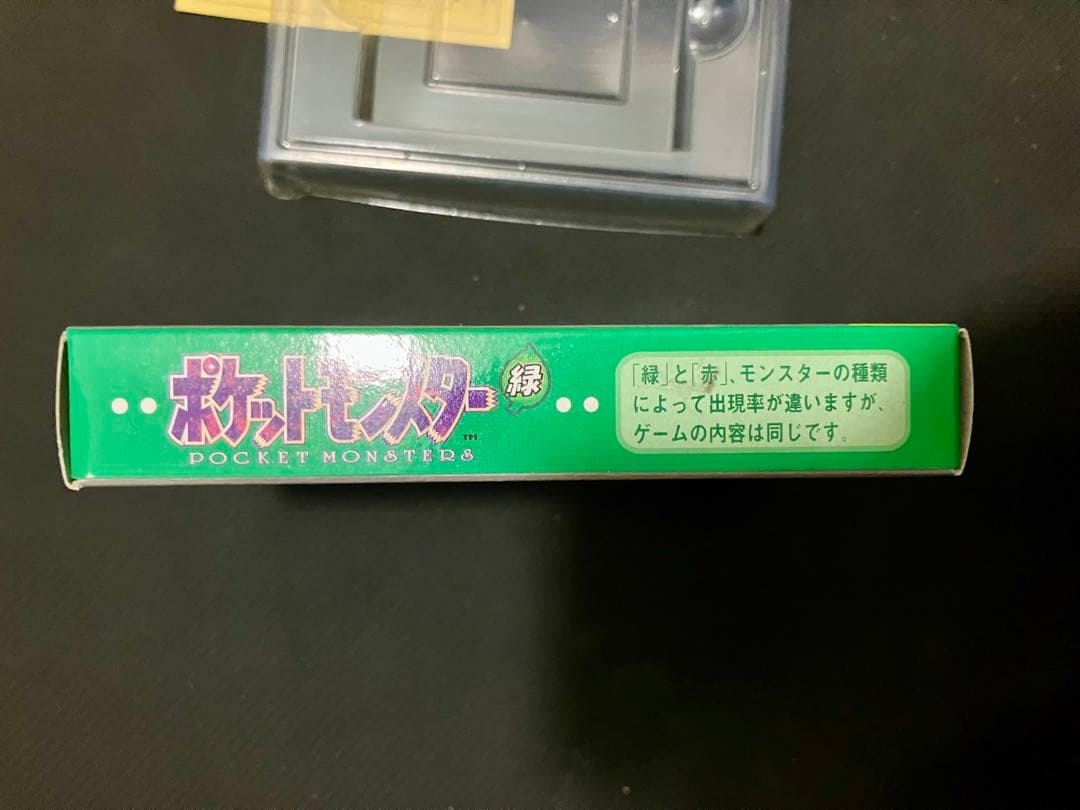 ポケットモンスター 緑
TM
POCKET MONSTERS
「緑」と「赤」、モンスターの種類
によって出現率が違いますが、
ゲームの内容は同じです。